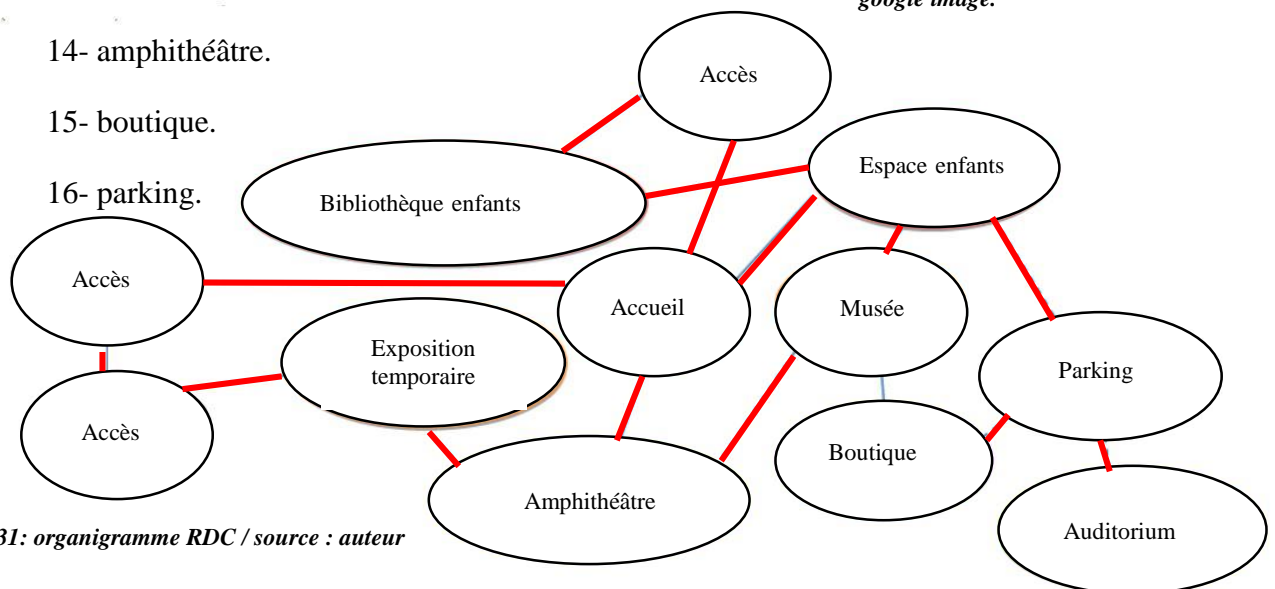 google image.
14- amphithéâtre.
15- boutique.
16- parking.
Accès
Espace enfants
Bibliothèque enfants
Accès
Accueil
Musée
Exposition
temporaire
Parking
Accès
Boutique
Amphithéâtre
Auditorium
31: organigramme RDC / source : auteur